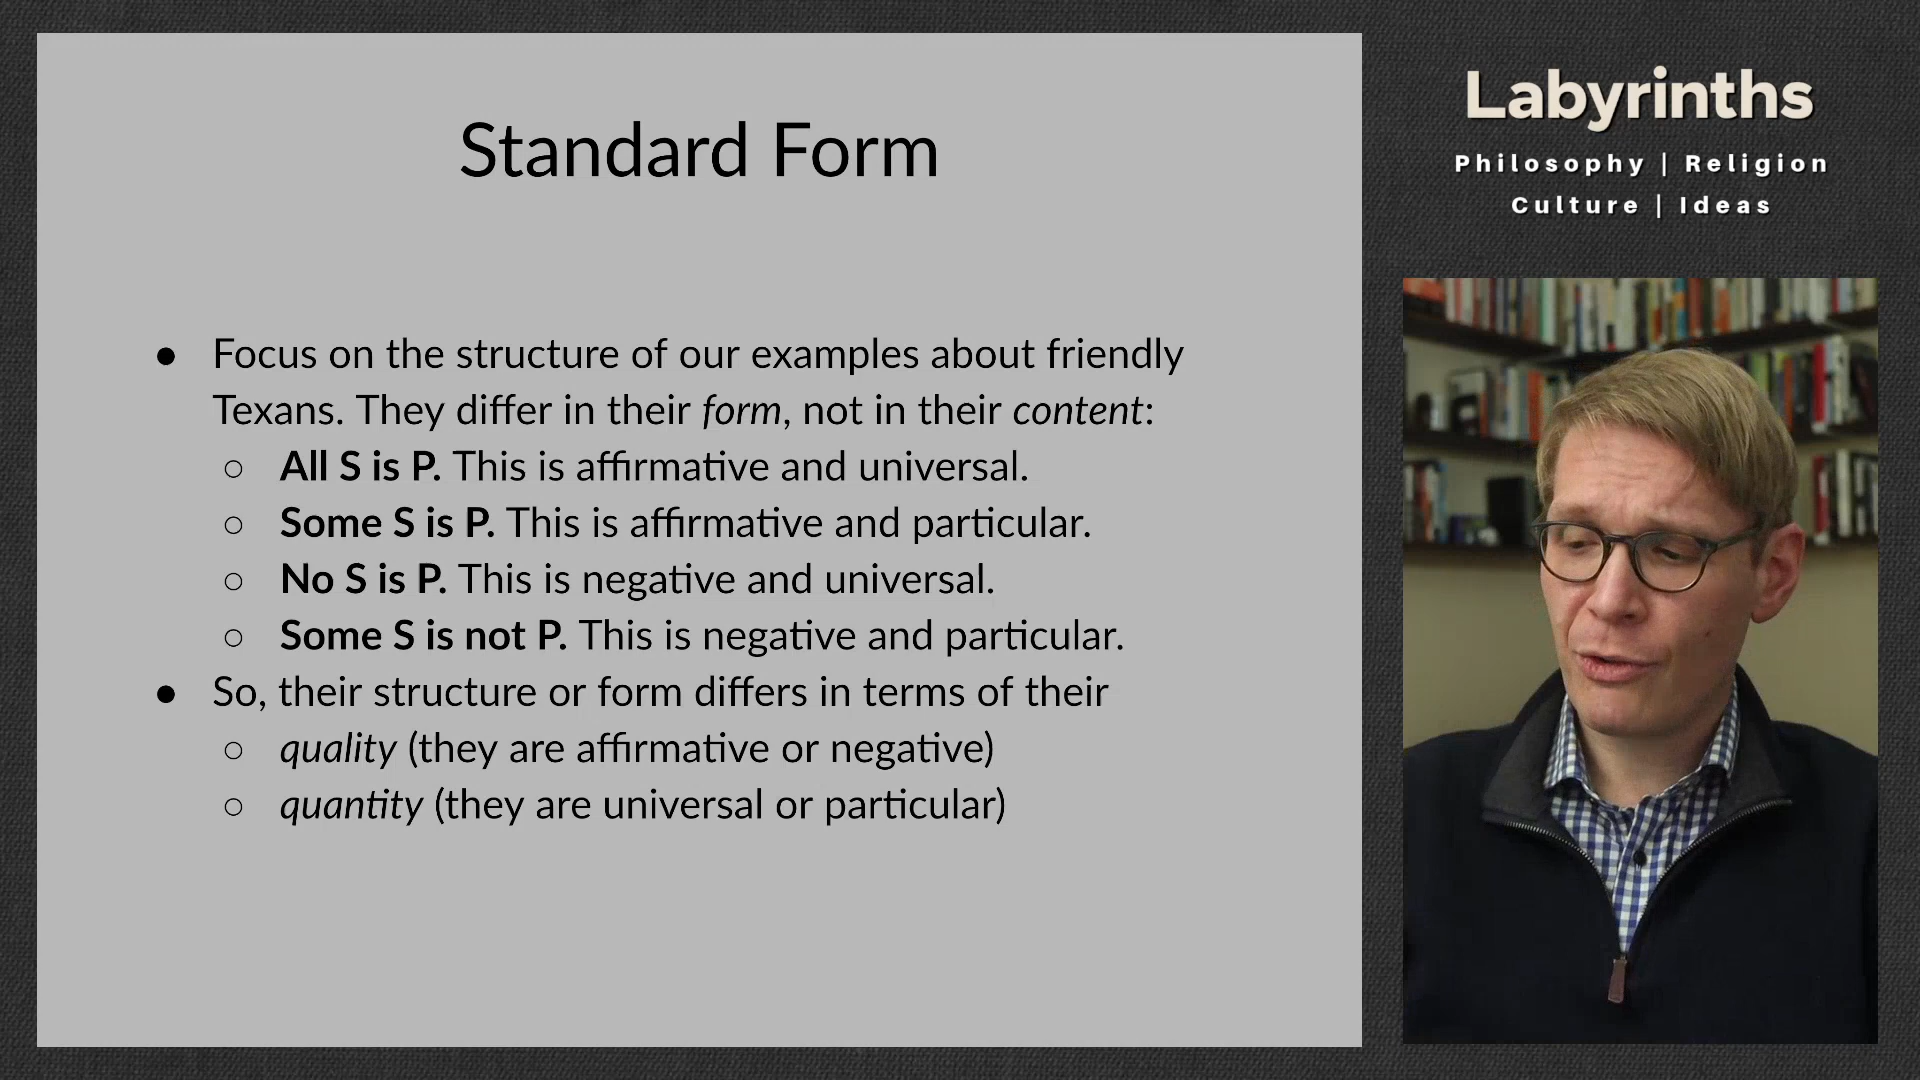 Standard Form
● Focus on the structure of our examples about friendly
Texans. They differ in their form, not in their content:
○ All S is P. This is affirmative and universal.
○ Some S is P. This is affirmative and particular.
○ No S is P. This is negative and universal.
○ Some S is not P. This is negative and particular.
● So, their structure or form differs in terms of their
○ quality (they are affirmative or negative)
○ quantity (they are universal or particular)
Labyrinths
Philosophy | Religion
Culture | Ideas